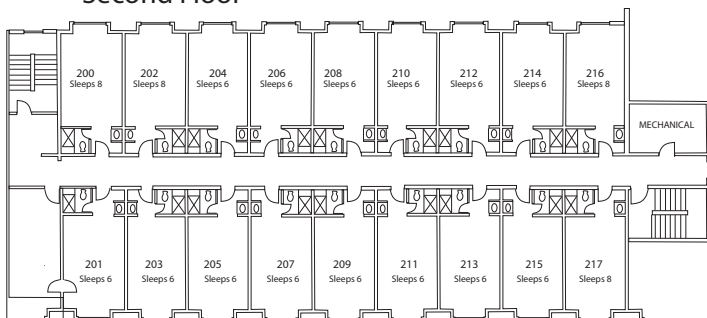 Second Floor
200
Sleeps 8
202
Sleeps 8
204
Sleeps 6
206
Sleeps 6
208
Sleeps 6
210
Sleeps 6
212
Sleeps 6
214
Sleeps 6
216
Sleeps 8
MECHANICAL
201
Sleeps 6
203
Sleeps 6
205
Sleeps 6
207
Sleeps 6
209
Sleeps 6
211
Sleeps 6
213
Sleeps 6
215
Sleeps 6
217
Sleeps 8